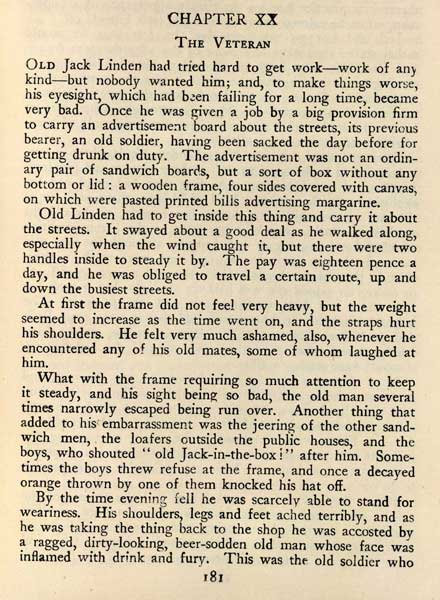 CHAPTER XX
THE VETERAN
OLD Jack Linden had tried hard to get work—work of any
kind—but nobody wanted him; and, to make things worse,
his eyesight, which had been failing for a long time, became
very bad. Once he was given a job by a big provision firm
to carry an advertisement board about the streets, its previous
bearer, an old soldier, having been sacked the day before for
getting drunk on duty. The advertisement was not an ordin-
ary pair of sandwich boards, but a sort of box without any
bottom or lid: a wooden frame, four sides covered with canvas,
on which were pasted printed bills advertising margarine.
Old Linden had to get inside this thing and carry it about
the streets. It swayed about a good deal as he walked along,
especially when the wind caught it, but there were two
handles inside to steady it by. The pay was eighteen pence a
day, and he was obliged to travel a certain route, up and
down the busiest streets.
At first the frame did not feel very heavy, but the weight
seemed to increase as the time went on, and the straps hurt
his shoulders. He felt very much ashamed, also, whenever he
encountered any of his old mates, some of whom laughed at
him.
What with the frame requiring so much attention to keep
it steady, and his sight being so bad, the old man several
times narrowly escaped being run over. Another thing that
added to his embarrassment was the jeering of the other sand-
wich men, the loafers outside the public houses, and the
boys, who shouted "old Jack-in-the-box!" after him. Some-
times the boys threw refuse at the frame, and once a decayed
orange thrown by one of them knocked his hat off.
By the time evening fell he was scarcely able to stand for
weariness. His shoulders, legs and feet ached terribly, and as
he was taking the thing back to the shop he was accosted by
a ragged, dirty-looking, beer-sodden old man whose face was
inflamed with drink and fury. This was the old soldier who
181